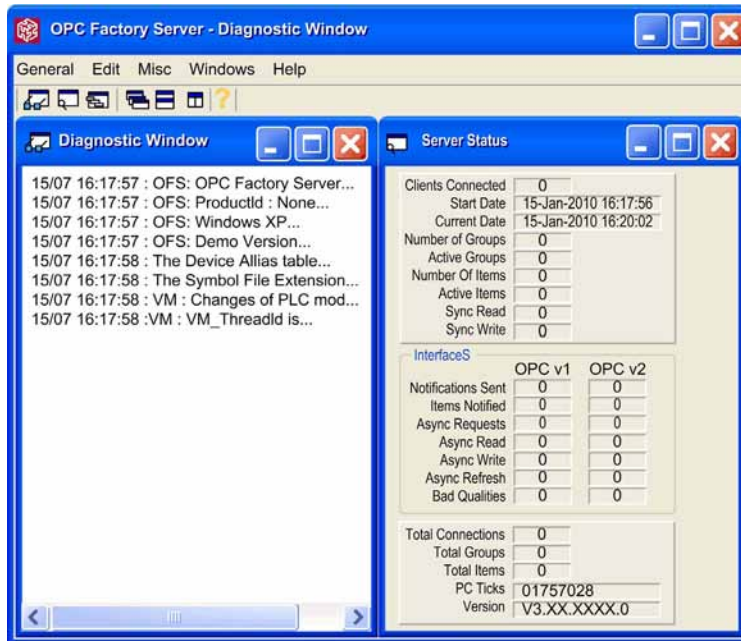 OPC Factory Server - Diagnostic Window
General Edit Misc Windows Help
Diagnostic Window
15/07 16:17:57 : OFS: OPC Factory Server...
15/07 16:17:57 : OFS: ProductId : None...
15/07 16:17:57 : OFS: Windows XP...
15/07 16:17:57 : OFS: Demo Version...
15/07 16:17:58 : The Device Allias table...
15/07 16:17:58 : The Symbol File Extension...
15/07 16:17:58 : VM : Changes of PLC mod...
15/07 16:17:58 :VM : VM_ThreadId is...
Server Status
Clients Connected 0
Start Date 15-Jan-2010 16:17:56
Current Date 15-Jan-2010 16:20:02
Number of Groups 0
Active Groups 0
Number Of Items 0
Active Items 0
Sync Read 0
Sync Write 0
InterfaceS
OPC v1 OPC v2
Notifications Sent 0 0
Items Notified 0 0
Async Requests 0 0
Async Read 0 0
Async Write 0 0
Async Refresh 0 0
Bad Qualities 0 0
Total Connections 0
Total Groups 0
Total Items 0
PC Ticks 01757028
Version V3.XX.XXXX.0